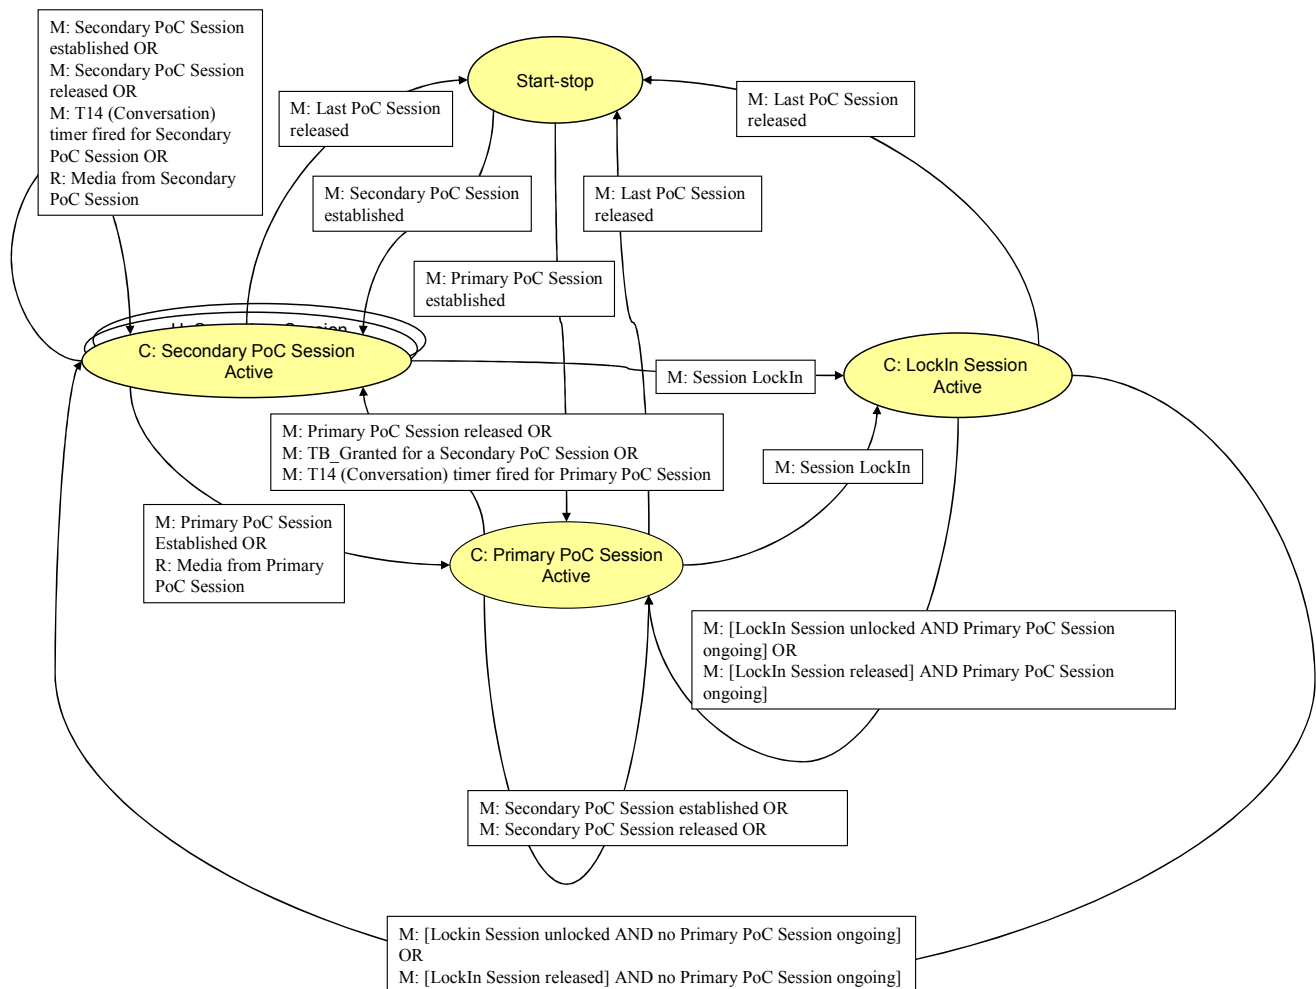 M: Secondary PoC Session
established OR
M: Secondary PoC Session
released OR
M: T14 (Conversation)
timer fired for Secondary
PoC Session OR
R: Media from Secondary
PoC Session
Start-stop
M: Last PoC Session
released
M: Last PoC Session
released
M: Secondary PoC Session
established
M: Last PoC Session
released
M: Primary PoC Session
established
C: Secondary PoC Session
Active
M: Session LockIn
C: LockIn Session
Active
M: Primary PoC Session released OR
M: TB_Granted for a Secondary PoC Session OR
M: T14 (Conversation) timer fired for Primary PoC Session
M: Session LockIn
M: Primary PoC Session
Established OR
R: Media from Primary
PoC Session
C: Primary PoC Session
Active
M: [LockIn Session unlocked AND Primary PoC Session
ongoing] OR
M: [LockIn Session released] AND Primary PoC Session
ongoing]
M: Secondary PoC Session established OR
M: Secondary PoC Session released OR
M: [Lockin Session unlocked AND no Primary PoC Session ongoing]
OR
M: [LockIn Session released] AND no Primary PoC Session ongoing]